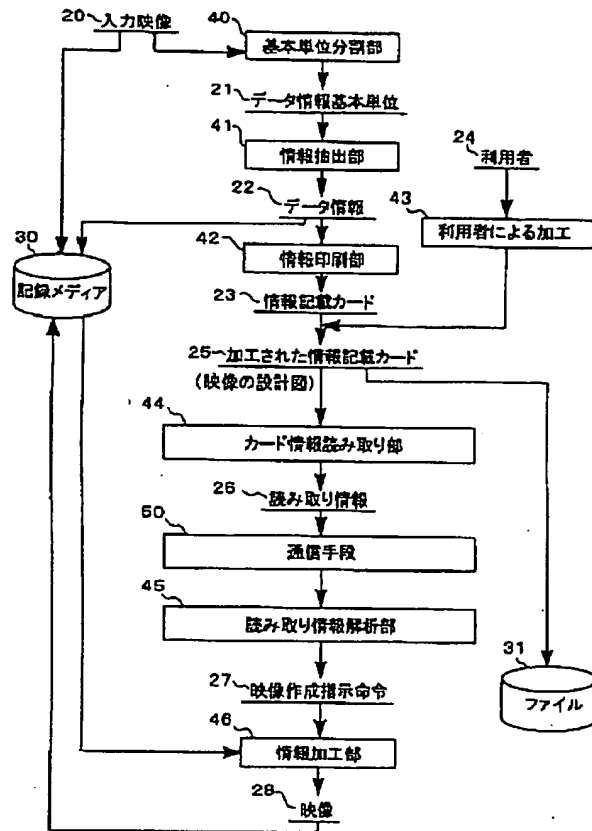 20 入力映像
40 基本単位分割部
21 データ情報基本単位
41 情報抽出部
24 利用者
22 データ情報
43 利用者による加工
30 記録メディア
42 情報印刷部
23 情報記載カード
25 加工された情報記載カード
(映像の設計図)
44 カード情報読み取り部
26 読み取り情報
50 通信手段
45 読み取り情報解析部
27 映像作成指示命令
31 ファイル
46 情報加工部
28 映像